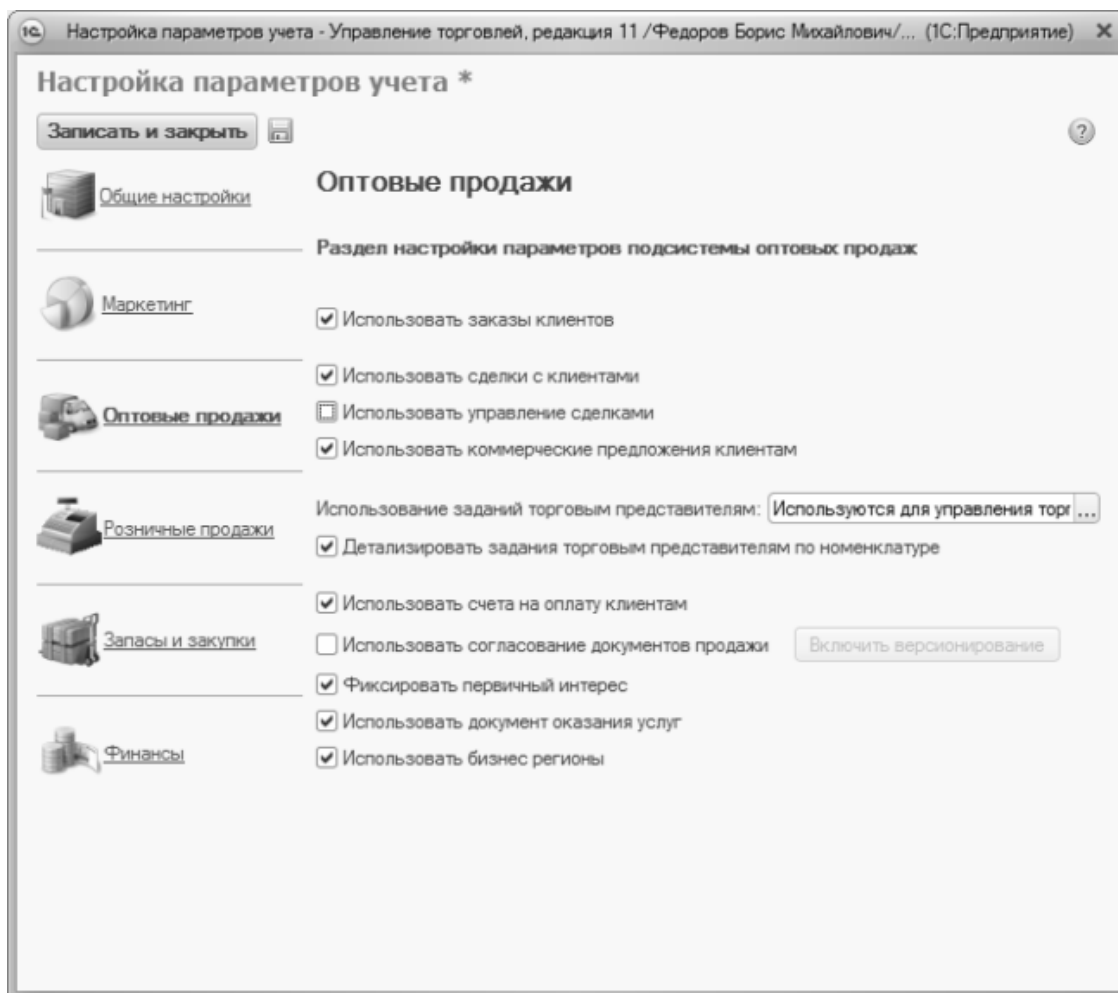 1С Настройка параметров учета - Управление торговлей, редакция 11 /Федоров Борис Михайлович/... (1С:Предприятие)
Настройка параметров учета *
Записать и закрыть
?
Общие настройки
Маркетинг
Оптовые продажи
Розничные продажи
Запасы и закупки
Финансы
Оптовые продажи
Раздел настройки параметров подсистемы оптовых продаж
Использовать заказы клиентов
Использовать сделки с клиентами
Использовать управление сделками
Использовать коммерческие предложения клиентам
Использование заданий торговым представителям: Используются для управления торг ...
Детализировать задания торговым представителям по номенклатуре
Использовать счета на оплату клиентам
Использовать согласование документов продажи Включить версионирование
Фиксировать первичный интерес
Использовать документ оказания услуг
Использовать бизнес регионы